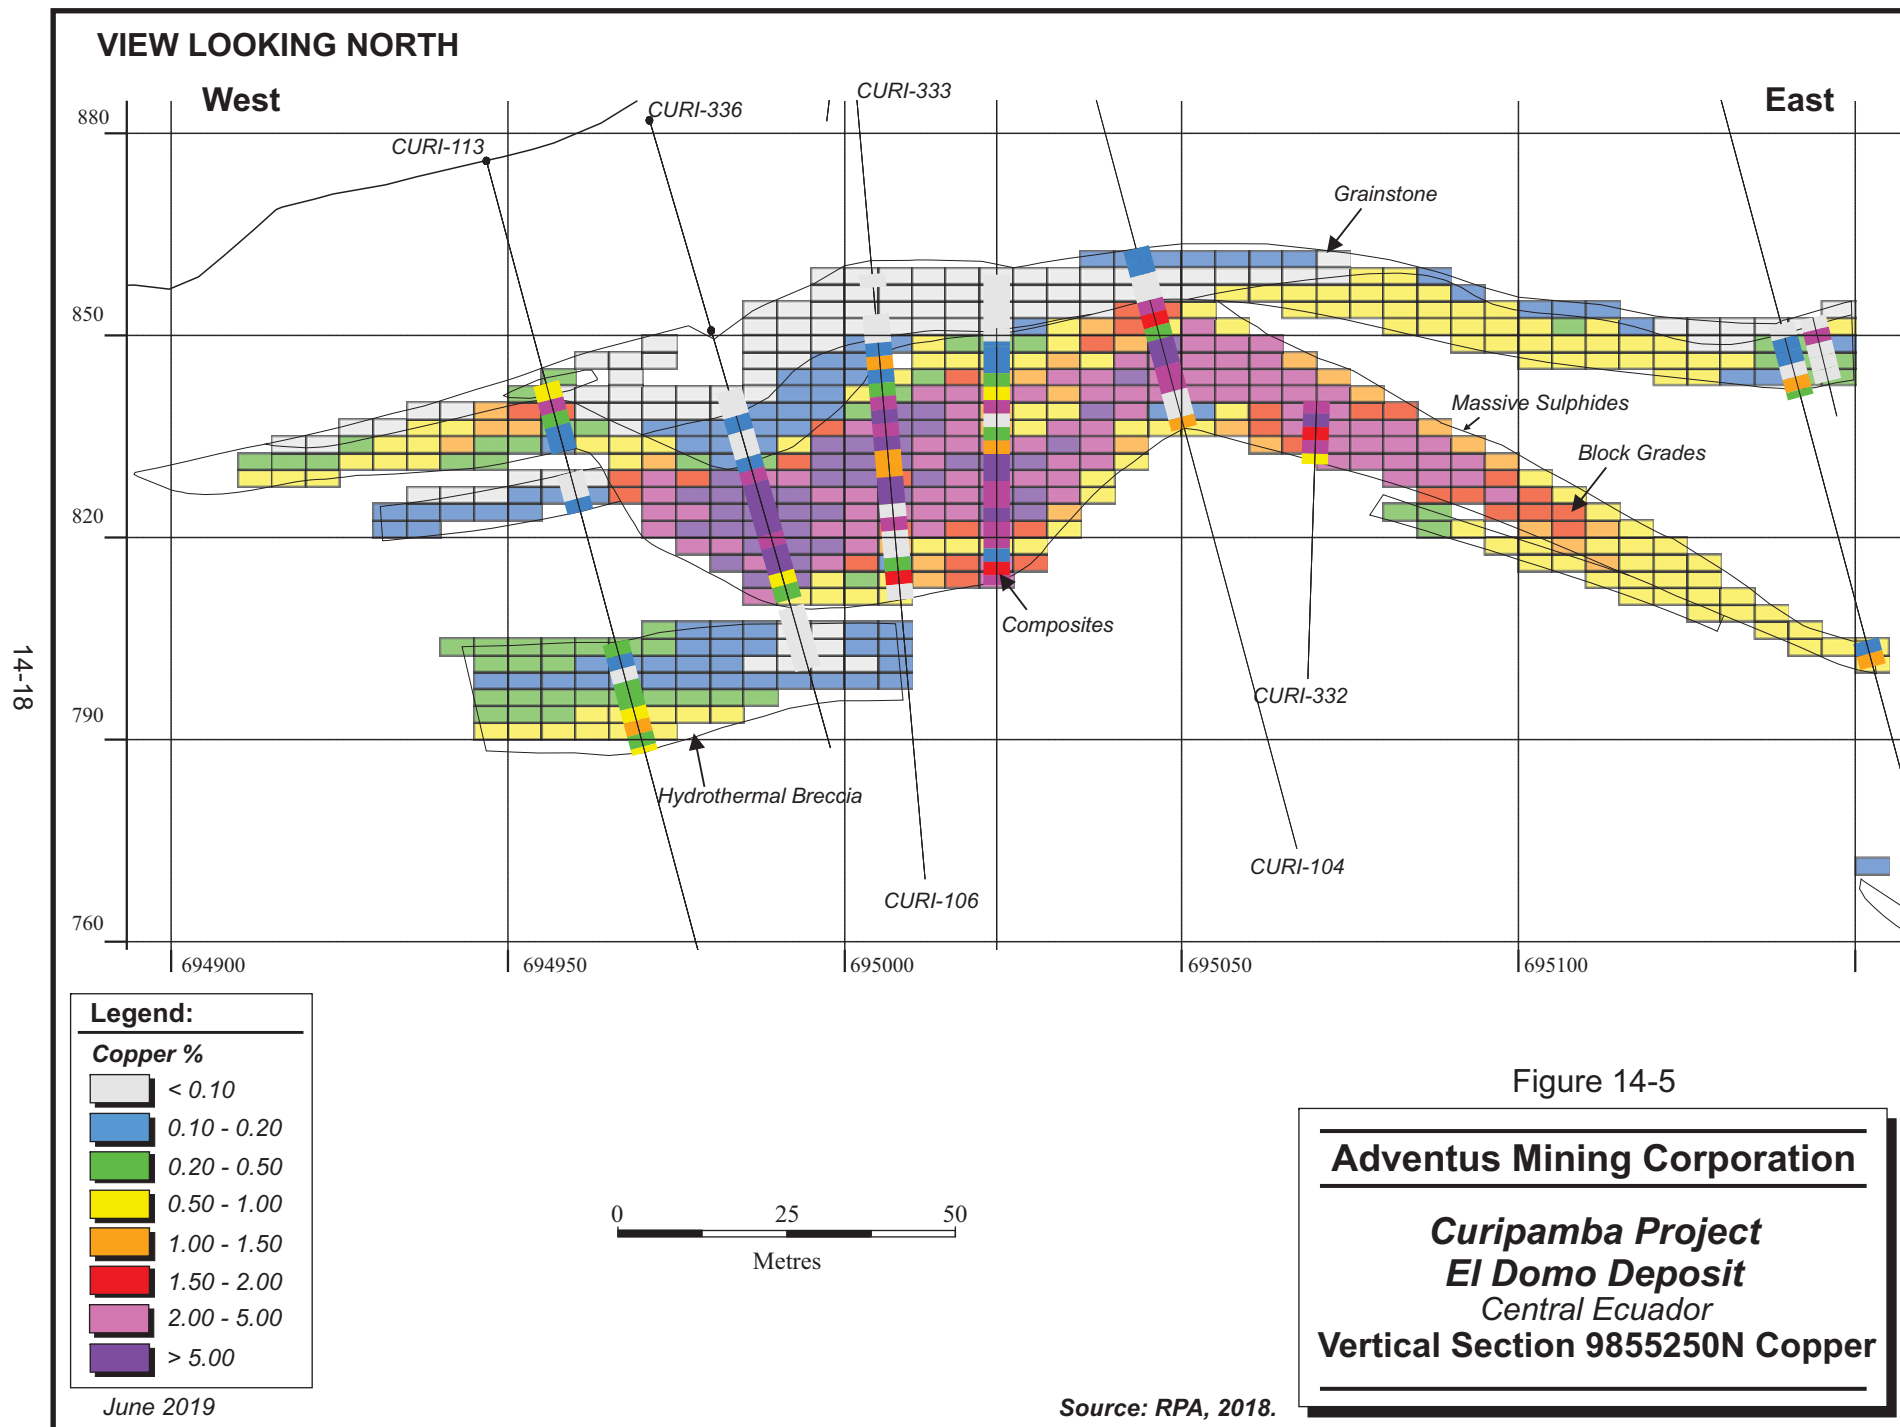 VIEW LOOKING NORTH
West
East
CURI-336
CURI-333
CURI-113
880
850
820
790
760
Grainstone
Massive Sulphides
Block Grades
Composites
CURI-332
Hydrothermal Breccia
CURI-104
CURI-106
694900
694950
695000
695050
695100
14-18
Legend:
Copper %
< 0.10
0.10 - 0.20
0.20 - 0.50
0.50 - 1.00
1.00 - 1.50
1.50 - 2.00
2.00 - 5.00
> 5.00
0 25 50
Metres
Figure 14-5
Adventus Mining Corporation
Curipamba Project
El Domo Deposit
Central Ecuador
Vertical Section 9855250N Copper
June 2019
Source: RPA, 2018.